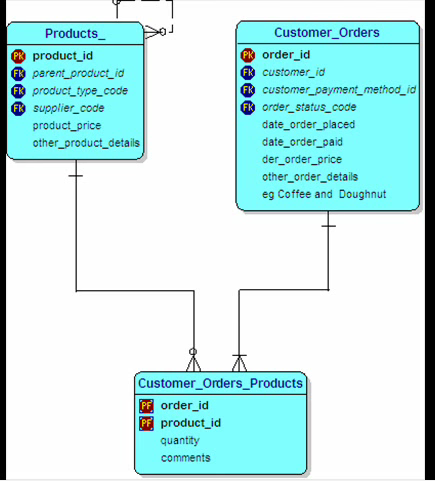 Products_
PK product_id
FK parent_product_id
FK product_type_code
FK supplier_code
product_price
other_product_details
Customer_Orders
PK order_id
FK customer_id
FK customer_payment_method_id
FK order_status_code
date_order_placed
date_order_paid
der_order_price
other_order_details
eg Coffee and Doughnut
Customer_Orders_Products
PF order_id
PF product_id
quantity
comments